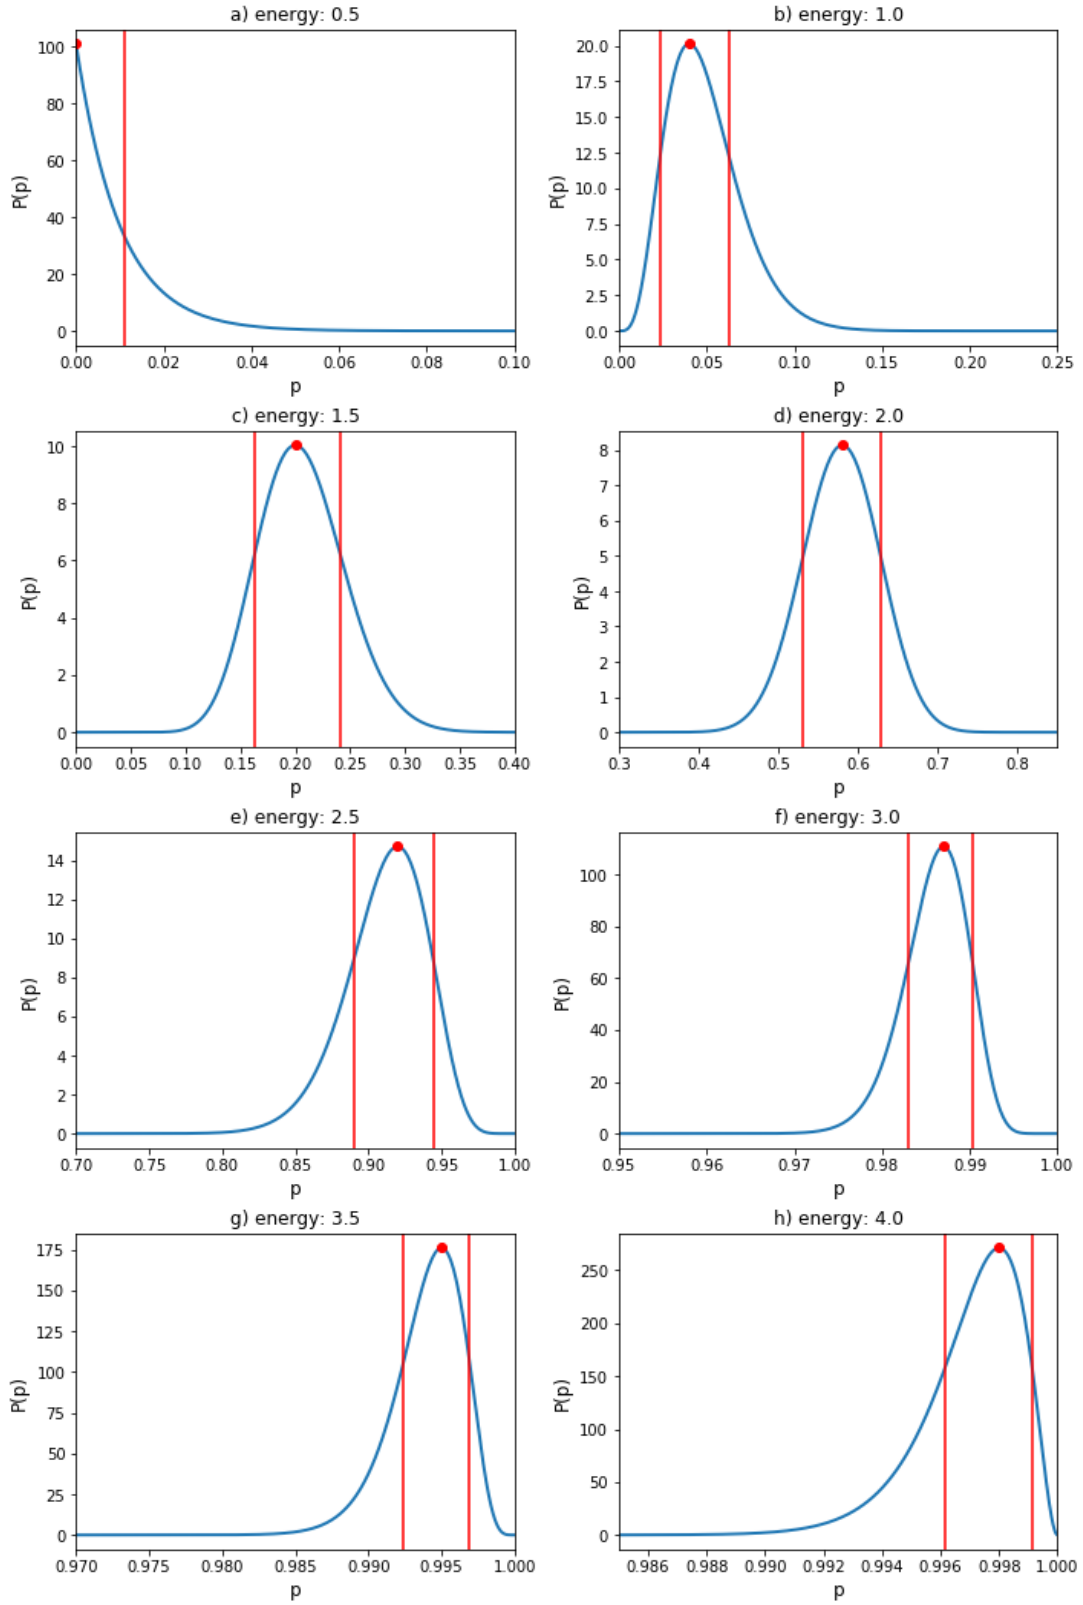 a) energy: 0.5
P(p)
100
80
60
40
20
0
0.00 0.02 0.04 0.06 0.08 0.10
p
b) energy: 1.0
P(p)
20.0
17.5
15.0
12.5
10.0
7.5
5.0
2.5
0.0
0.00 0.05 0.10 0.15 0.20 0.25
p
c) energy: 1.5
P(p)
10
8
6
4
2
0
0.00 0.05 0.10 0.15 0.20 0.25 0.30 0.35 0.40
p
d) energy: 2.0
P(p)
8
7
6
5
4
3
2
1
0
0.3 0.4 0.5 0.6 0.7 0.8
p
e) energy: 2.5
P(p)
14
12
10
8
6
4
2
0
0.70 0.75 0.80 0.85 0.90 0.95 1.00
p
f) energy: 3.0
P(p)
100
80
60
40
20
0
0.95 0.96 0.97 0.98 0.99 1.00
p
g) energy: 3.5
P(p)
175
150
125
100
75
50
25
0
0.970 0.975 0.980 0.985 0.990 0.995 1.000
p
h) energy: 4.0
P(p)
250
200
150
100
50
0
0.986 0.988 0.990 0.992 0.994 0.996 0.998 1.000
p